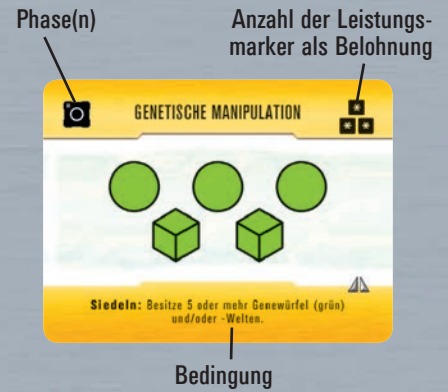 Phase(n)
Anzahl der Leistungs-
marker als Belohnung
GENETISCHE MANIPULATION
Siedeln: Besitze 5 oder mehr Genewürfel (grün)
und/oder -Welten.
Bedingung